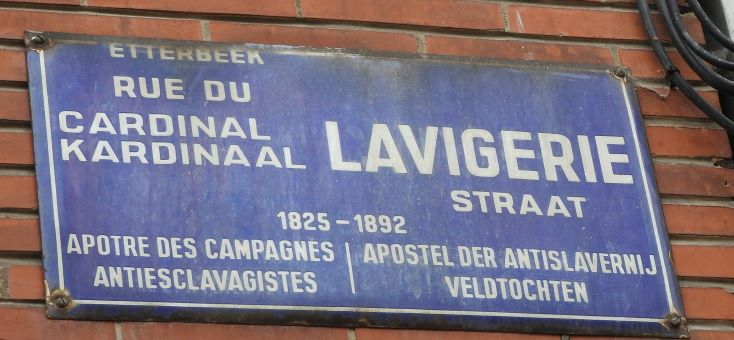 ETTERBEEK
RUE DU
CARDINAL
KARDINAAL
LAVIGERIE
STRAAT
1825-1892
APOTRE DES CAMPAGNES
ANTIESCLAVAGISTES
APOSTEL DER ANTISLAVERNIJ
VELDTOCHTEN